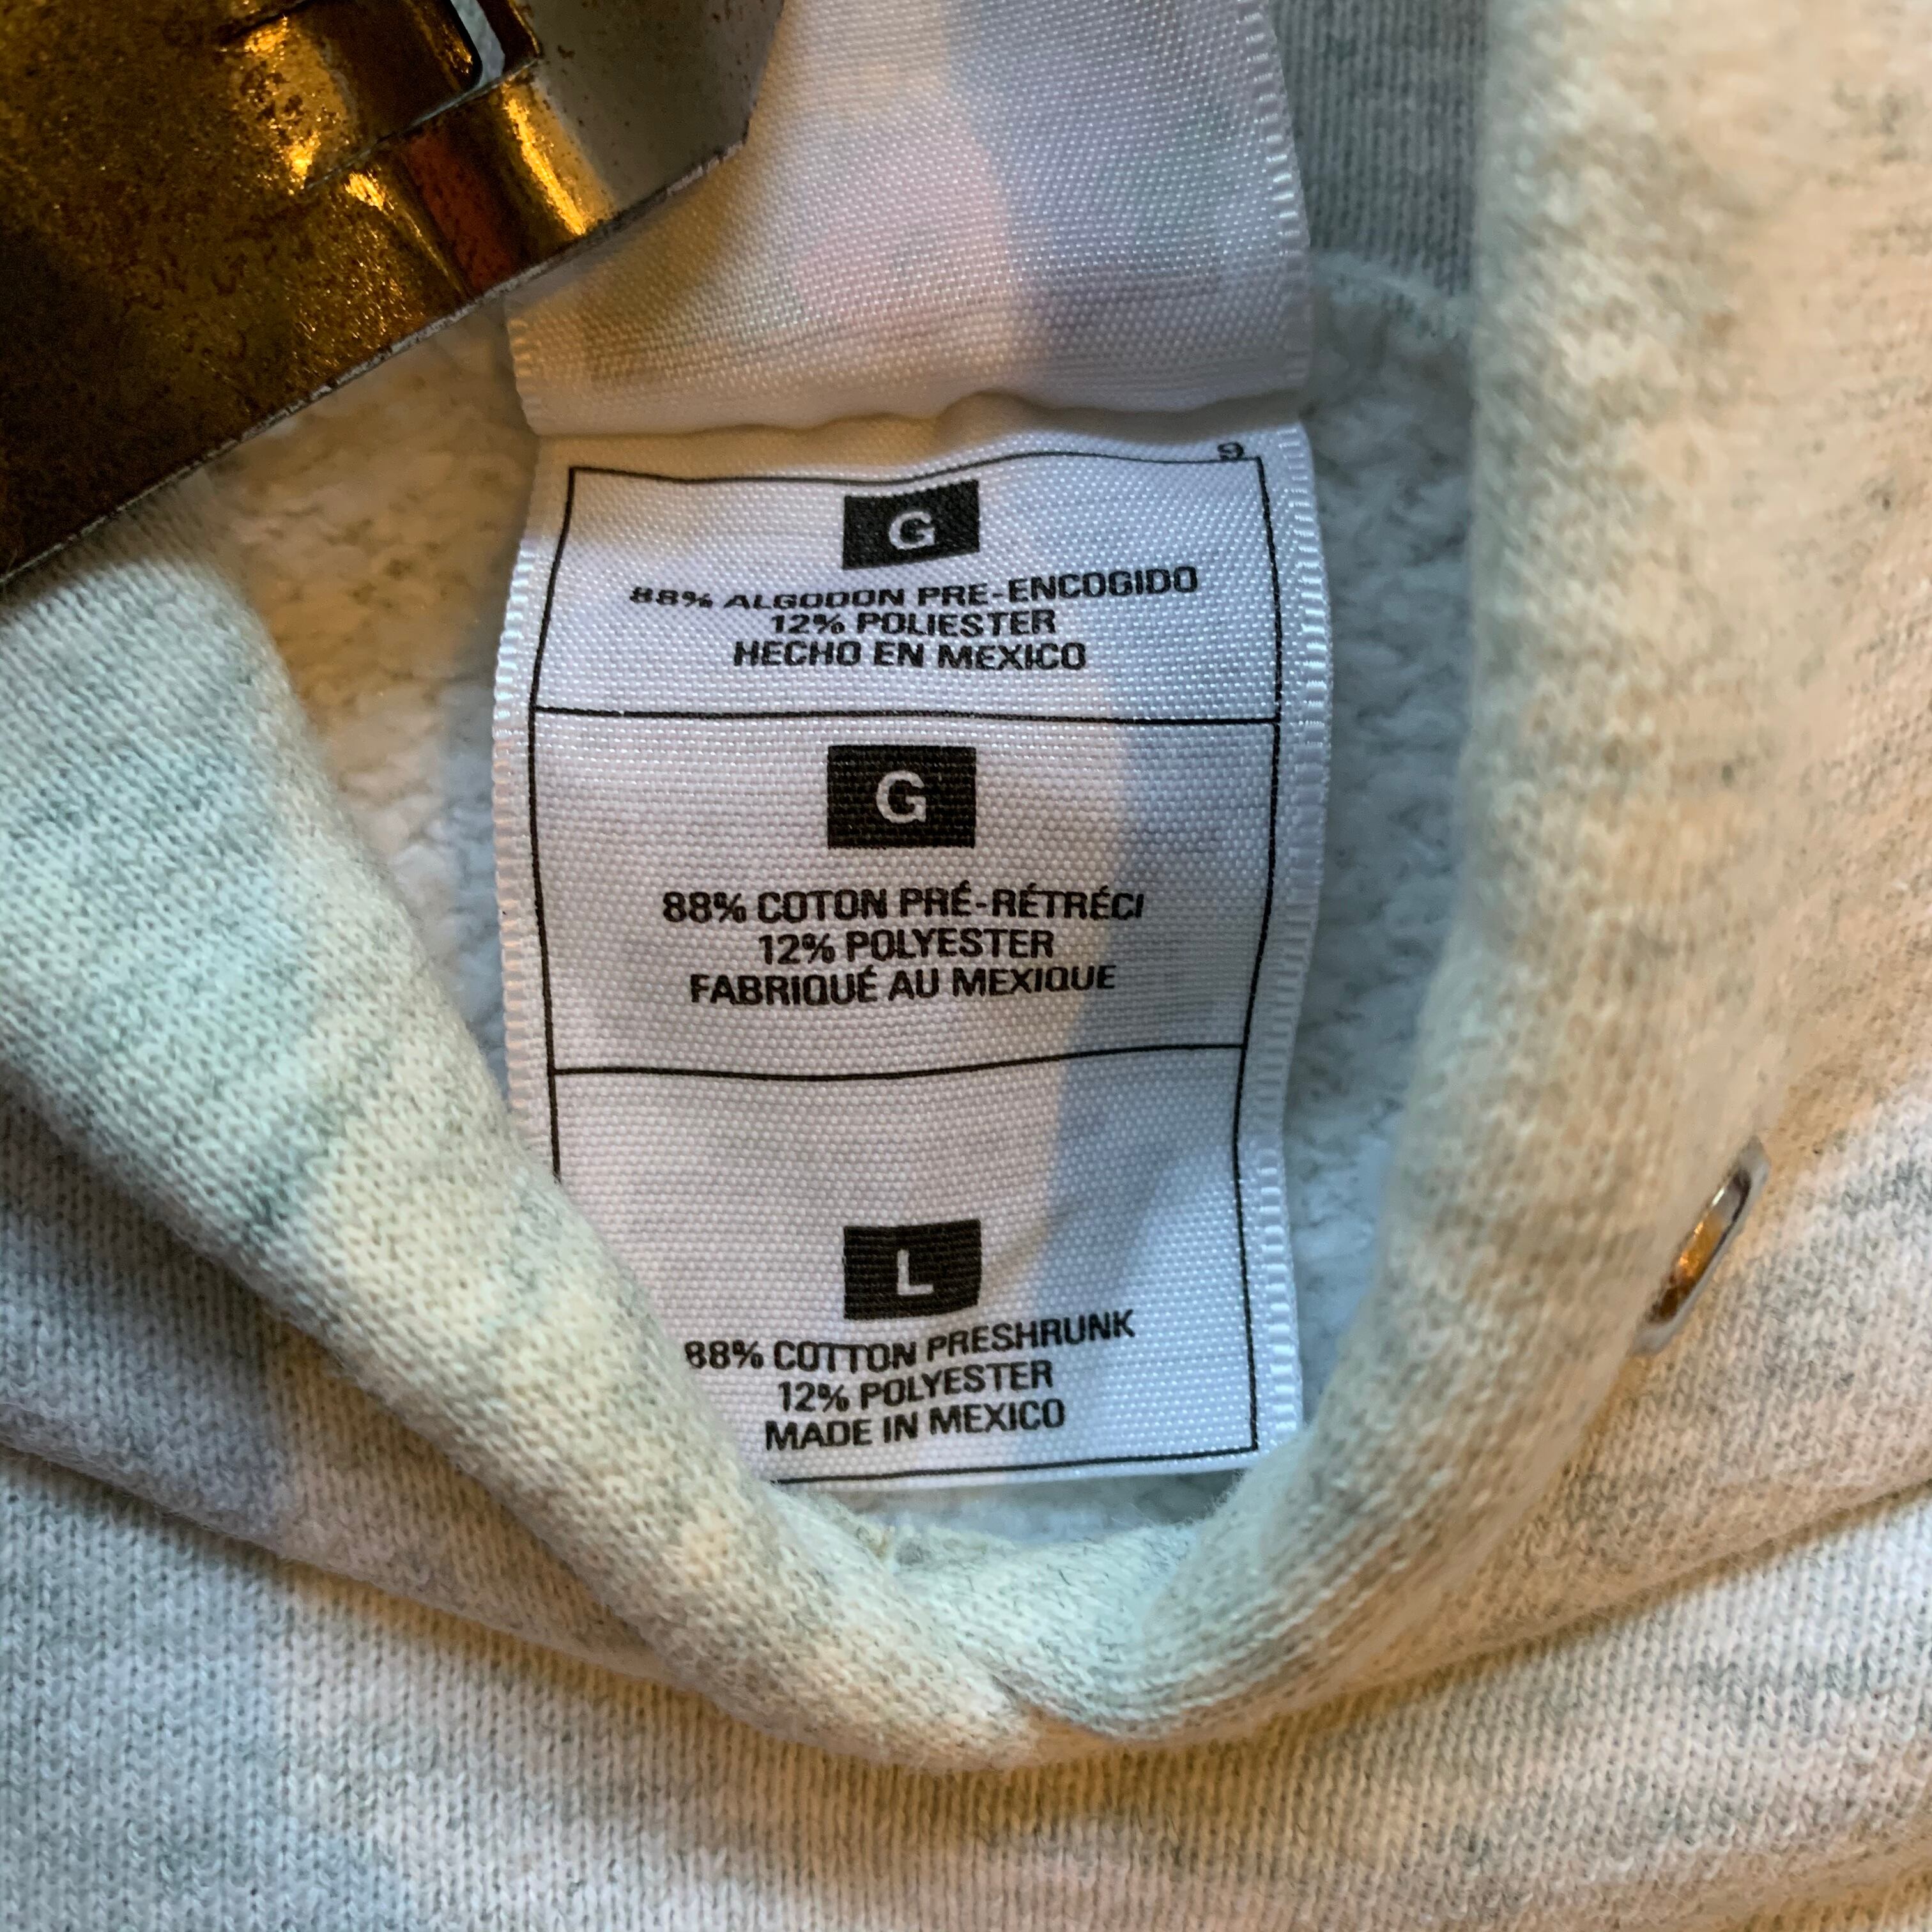 9
G
88% ALGODON PRE-ENCOGIDO
12% POLIESTER
HECHO EN MEXICO
G
88% COTON PRÉ-RÉTRÉCI
12% POLYESTER
FABRIQUÉ AU MEXIQUE
L
88% COTTON PRESHRUNK
12% POLYESTER
MADE IN MEXICO